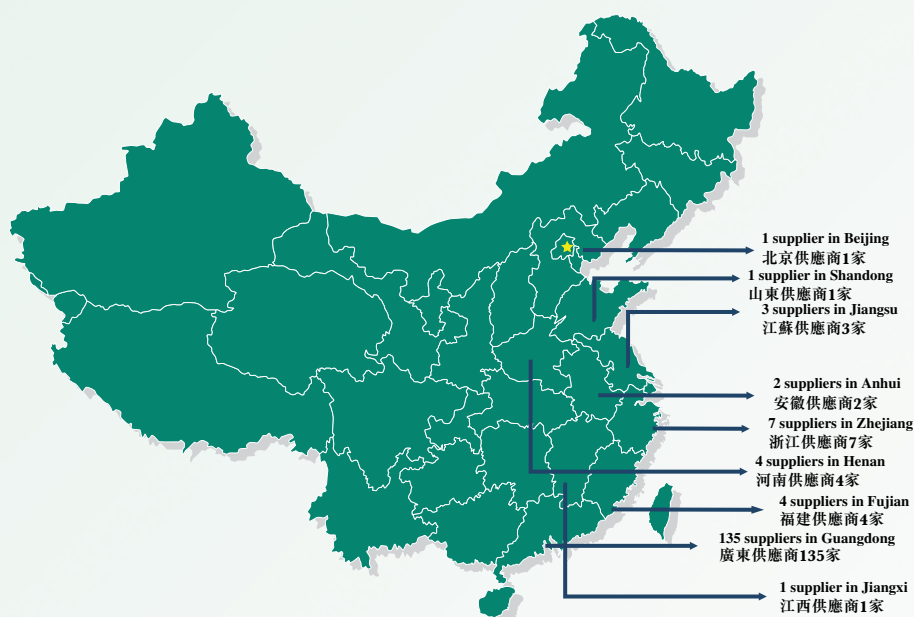 1 supplier in Beijing
北京供應商1家
1 supplier in Shandong
山東供應商1家
3 suppliers in Jiangsu
江蘇供應商3家
2 suppliers in Anhui
安徽供應商2家
7 suppliers in Zhejiang
浙江供應商7家
4 suppliers in Henan
河南供應商4家
4 suppliers in Fujian
福建供應商4家
135 suppliers in Guangdong
廣東供應商135家
1 supplier in Jiangxi
江西供應商1家